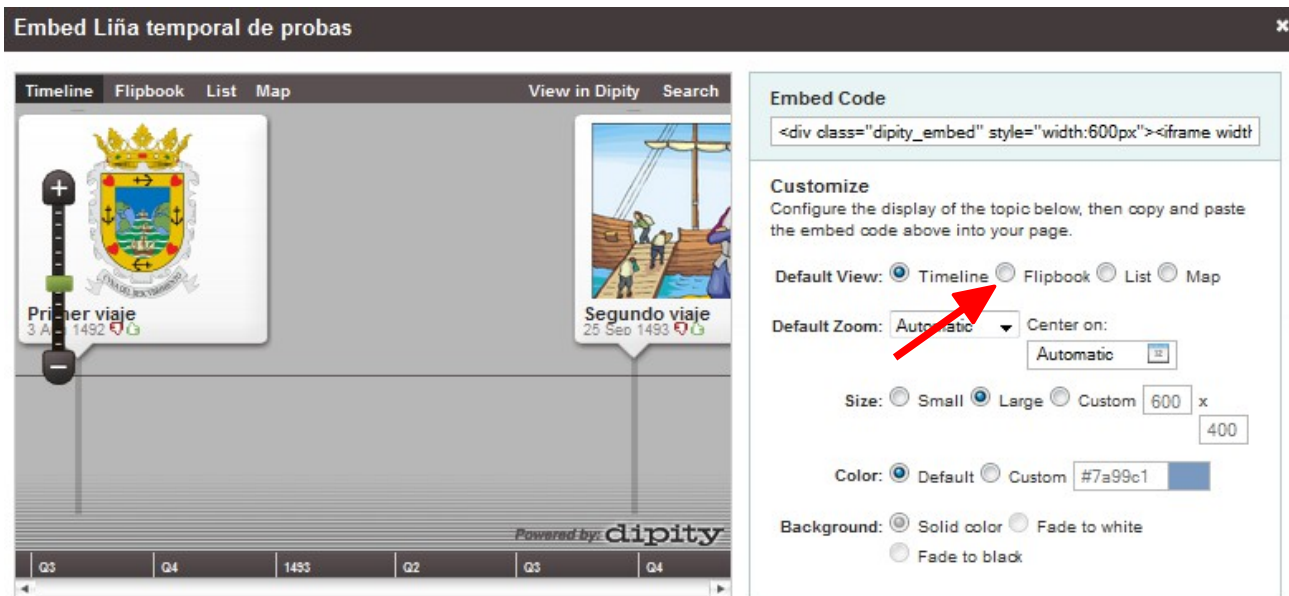 Embed Liña temporal de probas
Timeline Flipbook List Map View in Dipity Search
Primer viaje
3 Aug 1492
Segundo viaje
25 Sep 1493
Powered by: dipity
Q3 Q4 1493 Q2 Q3 Q4
Embed Code
<div class="dipity_embed" style="width:600px"><iframe width
Customize
Configure the display of the topic below, then copy and paste
the embed code above into your page.
Default View: Timeline Flipbook List Map
Default Zoom: Automatic Center on:
Automatic
Size: Small Large Custom 600 x
400
Color: Default Custom #7a99c1
Background: Solid color Fade to white
Fade to black